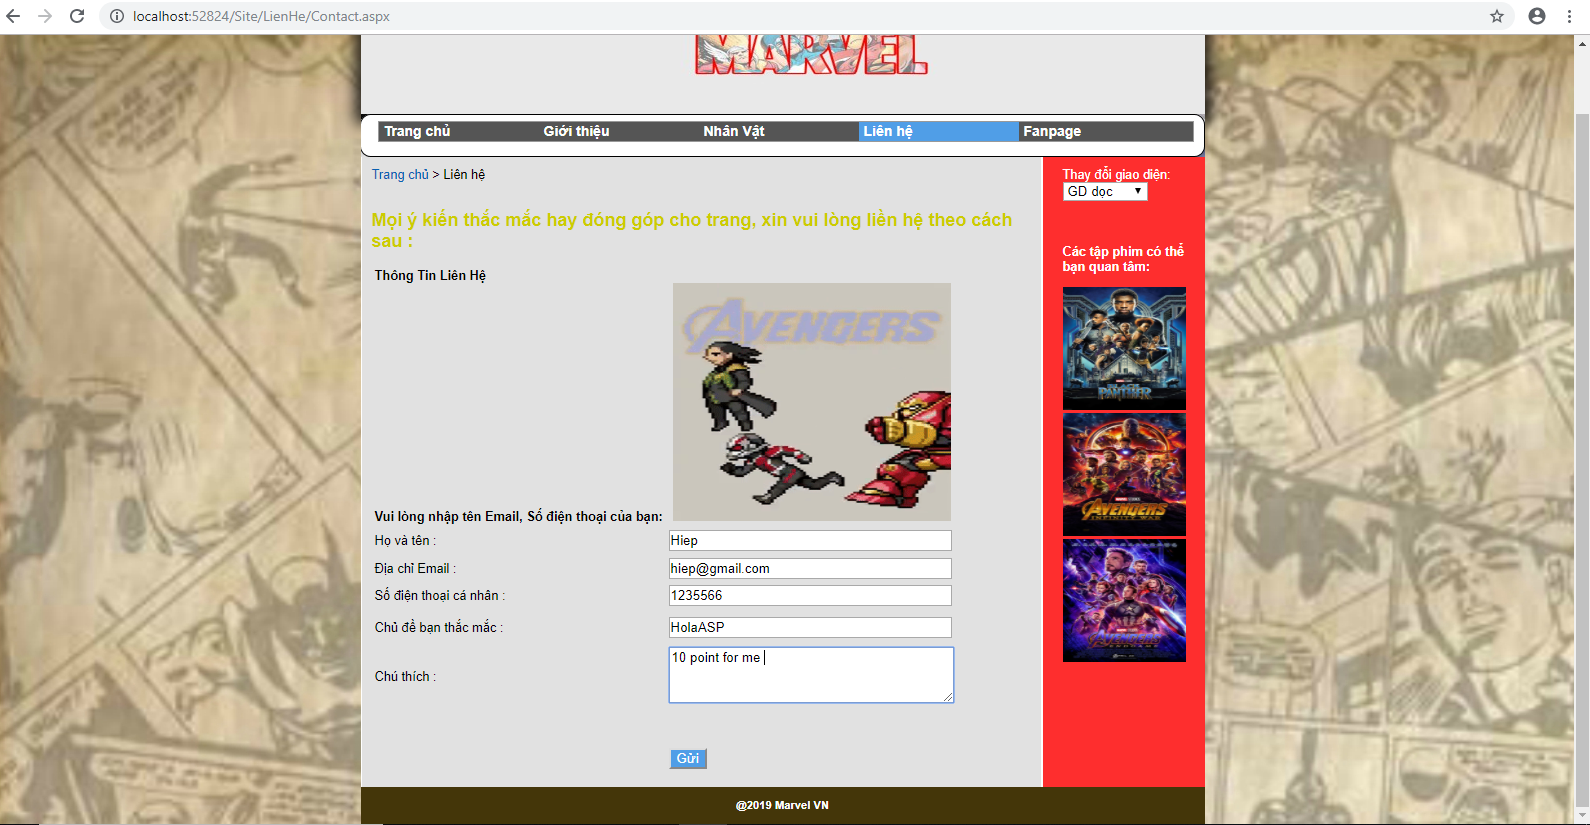 localhost:52824/Site/LienHe/Contact.aspx
MARVEL
Trang chủ Giới thiệu Nhân Vật Liên hệ Fanpage
Trang chủ > Liên hệ
Mọi ý kiến thắc mắc hay đóng góp cho trang, xin vui lòng liên hệ theo cách
sau :
Thông Tin Liên Hệ
AVENGERS
Vui lòng nhập tên Email, Số điện thoại của bạn:
Họ và tên : Hiep
Địa chỉ Email : hiep@gmail.com
Số điện thoại cá nhân : 1235566
Chủ đề bạn thắc mắc : HolaASP
Chú thích : 10 point for me
Gửi
Thay đổi giao diện:
GD dọc
Các tập phim có thể
bạn quan tâm:
BLACK PANTHER
AVENGERS
INFINITY WAR
AVENGERS
@2019 Marvel VN